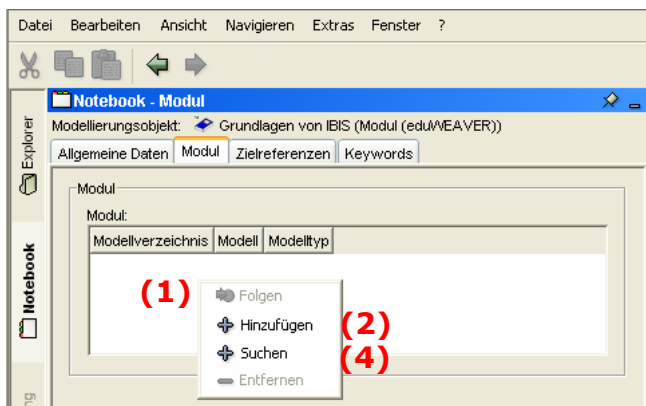 Datei Bearbeiten Ansicht Navigieren Extras Fenster ?
Notebook - Modul
Modellierungsobjekt: Grundlagen von IBIS (Modul (eduWEAVER))
Allgemeine Daten Modul Zielreferenzen Keywords
Explorer
Notebook
Modul
Modul:
Modellverzeichnis Modell Modelltyp
(1) Folgen
Hinzufügen (2)
Suchen (4)
Entfernen